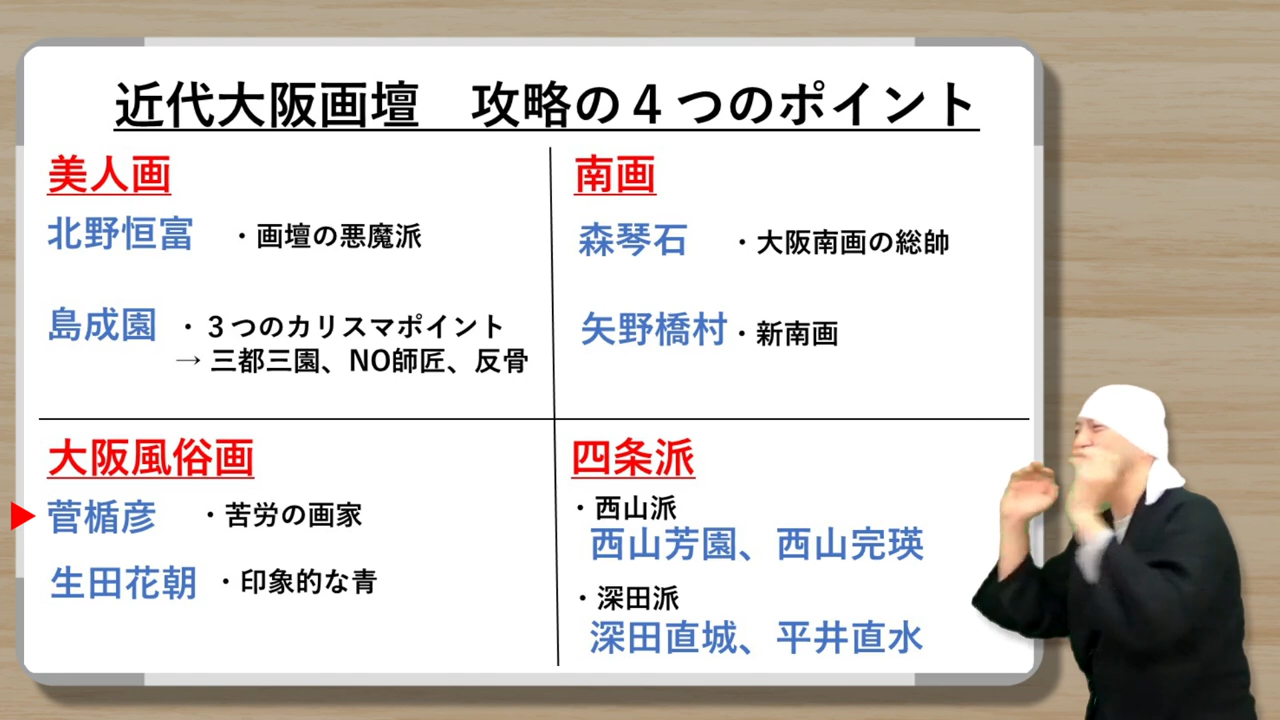 近代大阪画壇　攻略の４つのポイント
美人画
北野恒富　・画壇の悪魔派
島成園　・３つのカリスマポイント
→ 三都三園、NO師匠、反骨
南画
森琴石　・大阪南画の総帥
矢野橋村・新南画
大阪風俗画
菅楯彦　・苦労の画家
生田花朝　・印象的な青
四条派
・西山派
西山芳園、西山完瑛
・深田派
深田直城、平井直水